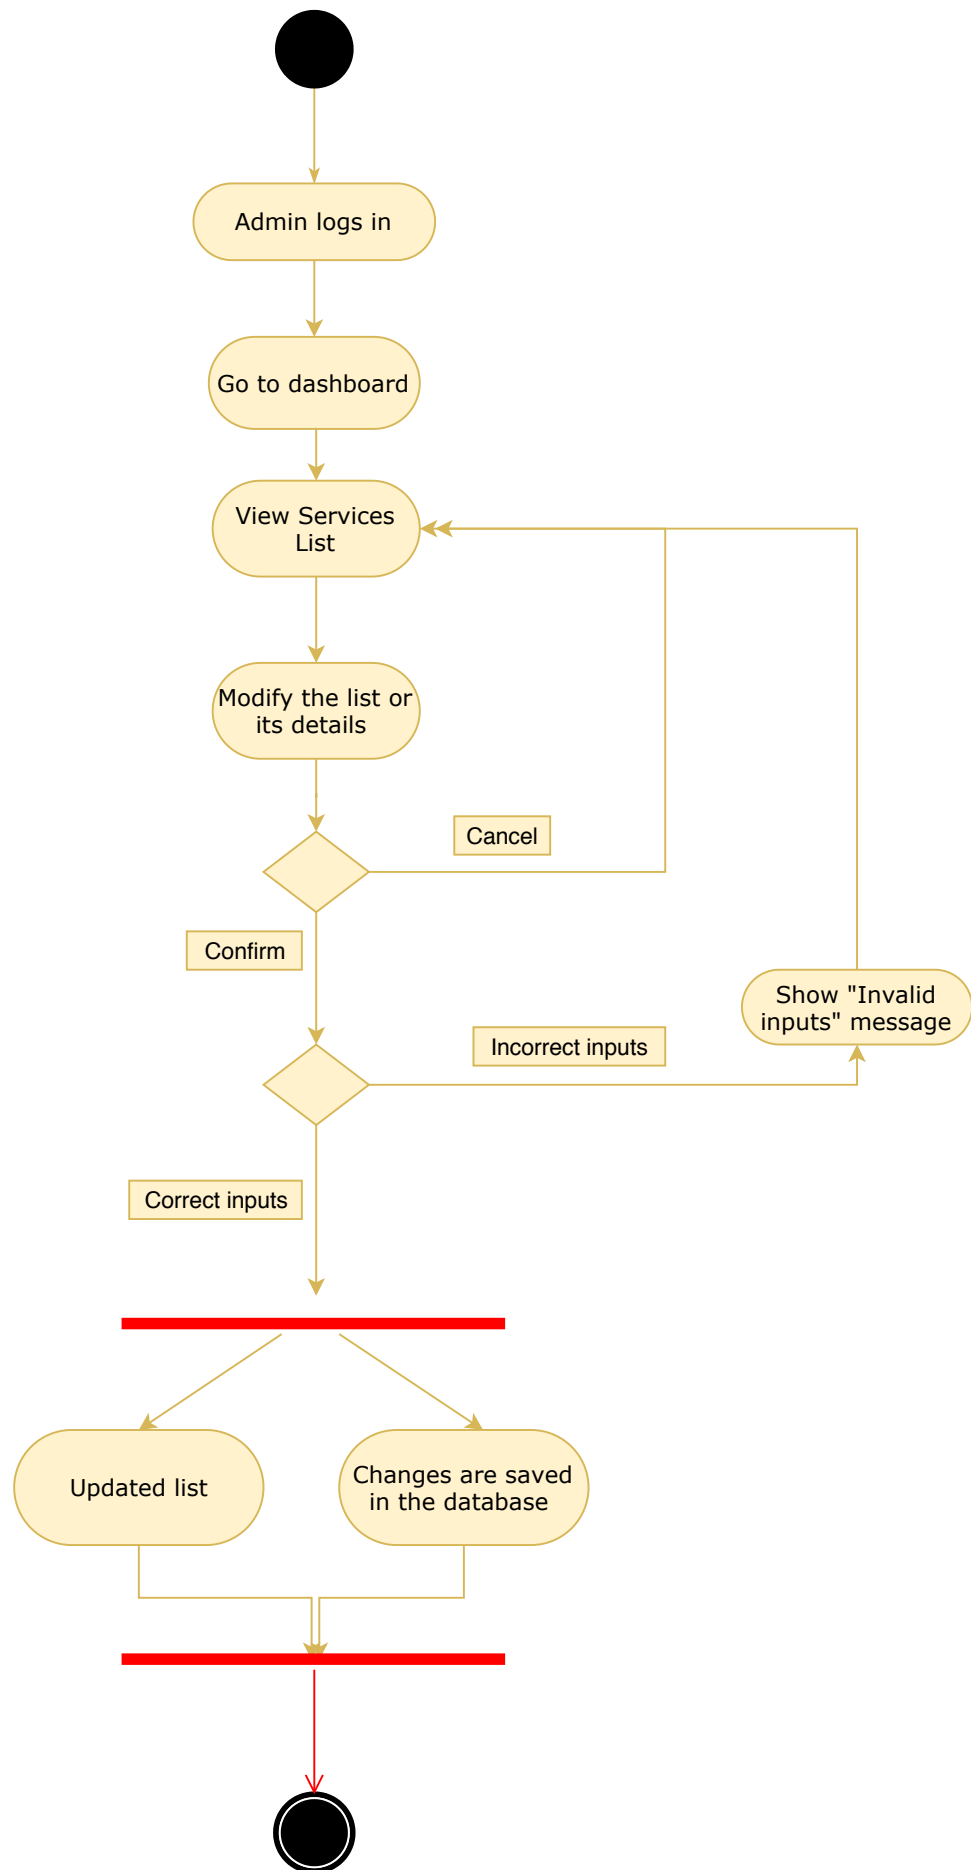 Admin logs in
Go to dashboard
View Services
List
Modify the list or
its details
Cancel
Confirm
Show "Invalid
inputs" message
Incorrect inputs
Correct inputs
Updated list
Changes are saved
in the database